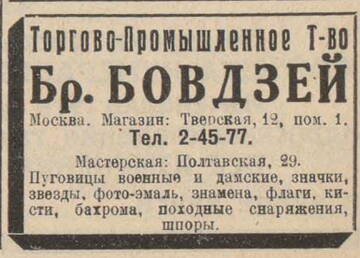 Торгово-Промышленное Т-во
Бр. БОВДЗЕЙ
Москва. Магазин: Тверская, 12, пом. 1.
Тел. 2-45-77.
Мастерская: Полтавская, 29.
Пуговицы военные и дамские, значки,
звезды, фото-эмаль, знамена, флаги, ки-
сти, бахрома, походные снаряжения,
шпоры.